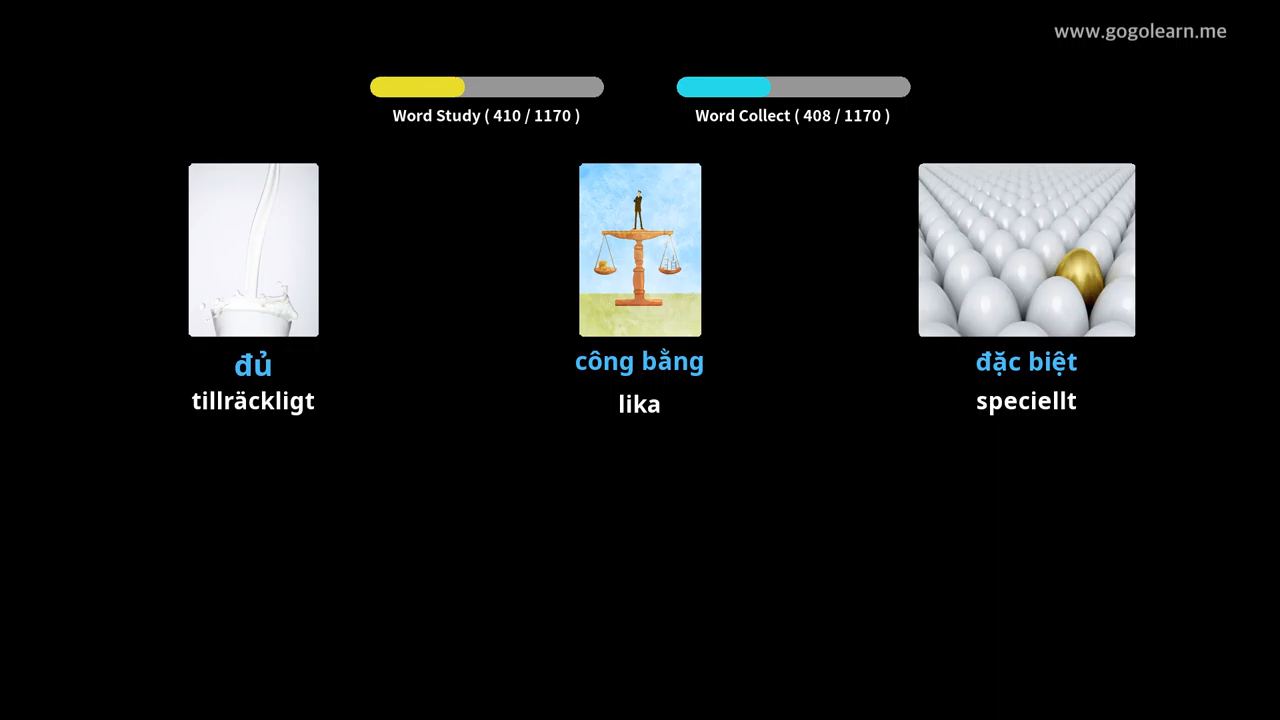 www.gogolearn.me
Word Study ( 410 / 1170 )
Word Collect ( 408 / 1170 )
đủ
tillräckligt
công bằng
lika
đặc biệt
speciellt